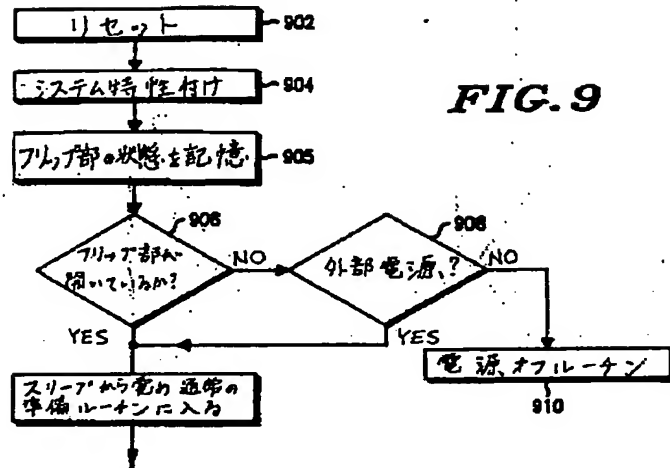 リセット 902
システム特性付け 904
FIG. 9
フリップ部の状態を記憶 905
906
908
フリップ部が
開いているか?
NO
外部電源?
NO
YES
YES
電源オフルーチン
910
スリープから電め通常の
準備ルーチンに入る